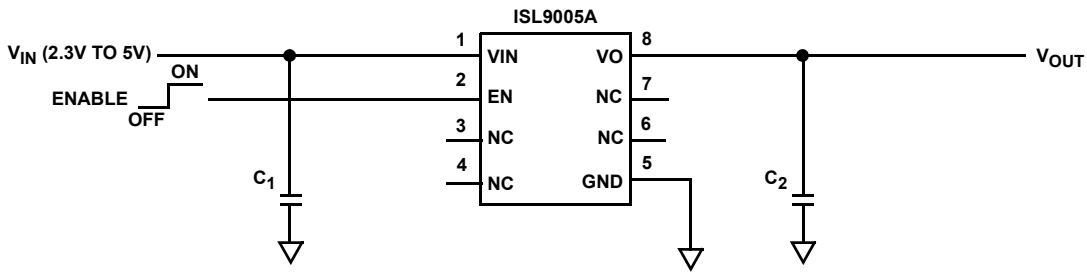 ISL9005A
V_IN (2.3V TO 5V)
1
VIN
VO
8
V_OUT
ON
ENABLE
OFF
2
EN
NC
7
3
NC
NC
6
4
NC
GND
5
C_1
C_2